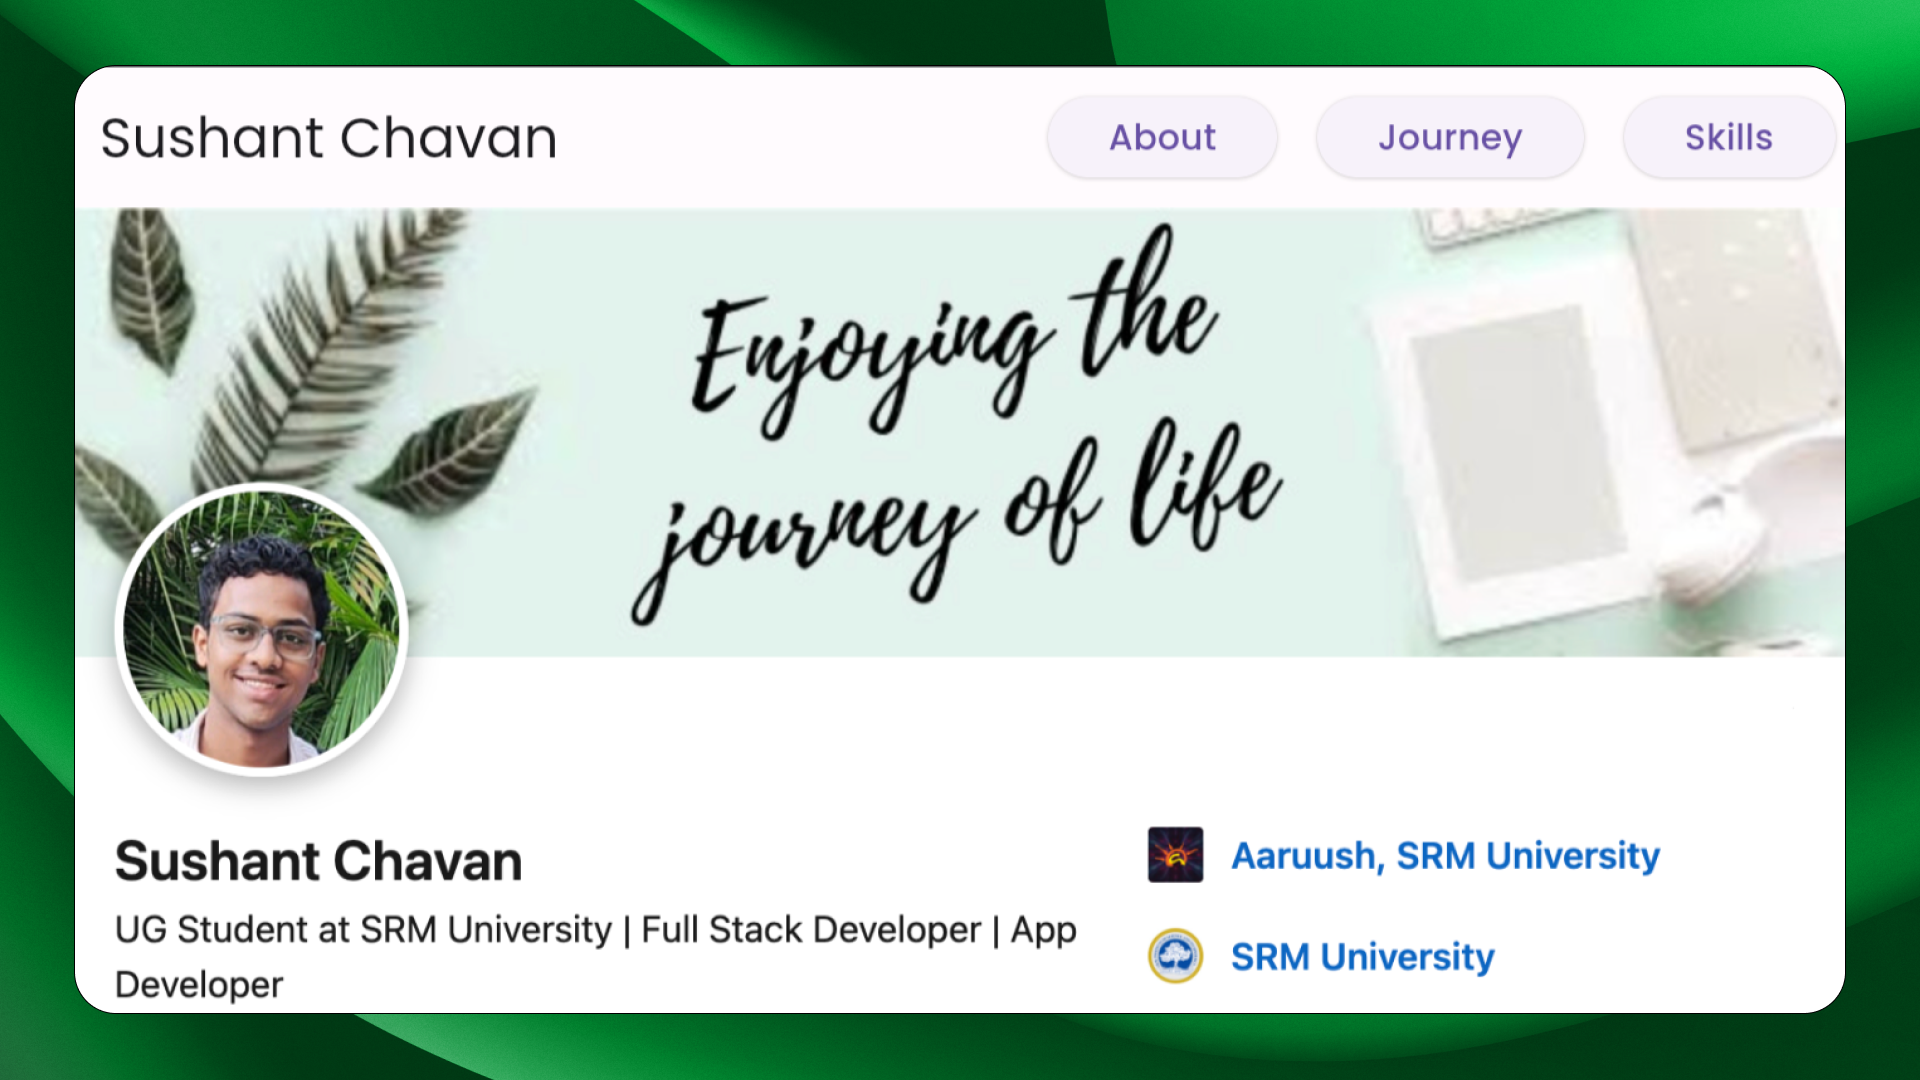 Sushant Chavan
About
Journey
Skills
Enjoying the
journey of life
Sushant Chavan
UG Student at SRM University | Full Stack Developer | App
Developer
Aaruush, SRM University
SRM University